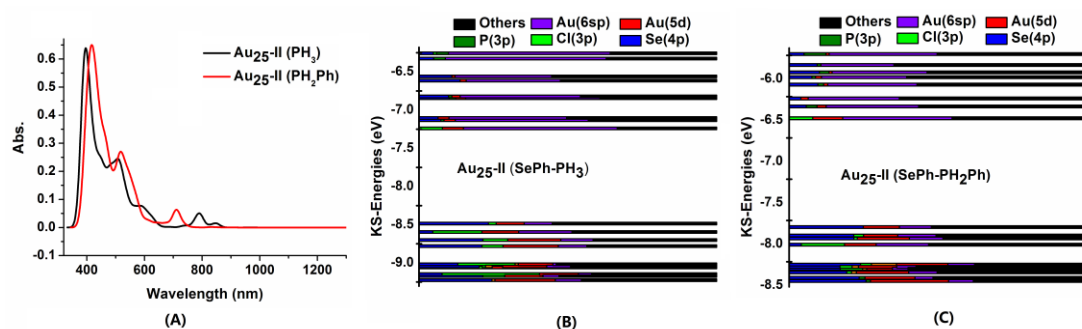 Abs.
0.6
0.5
0.4
0.3
0.2
0.1
0.0
-0.1
Au25-II (PH3)
Au25-II (PH2Ph)
400 600 800 1000 1200
Wavelength (nm)
(A)
KS-Energies (eV)
Others Au(6sp) Au(5d)
P(3p) Cl(3p) Se(4p)
-6.5
-7.0
-7.5
-8.0
-8.5
-9.0
Au25-II (SePh-PH3)
(B)
KS-Energies (eV)
Others Au(6sp) Au(5d)
P(3p) Cl(3p) Se(4p)
-6.0
-6.5
-7.0
-7.5
-8.0
-8.5
Au25-II (SePh-PH2Ph)
(C)